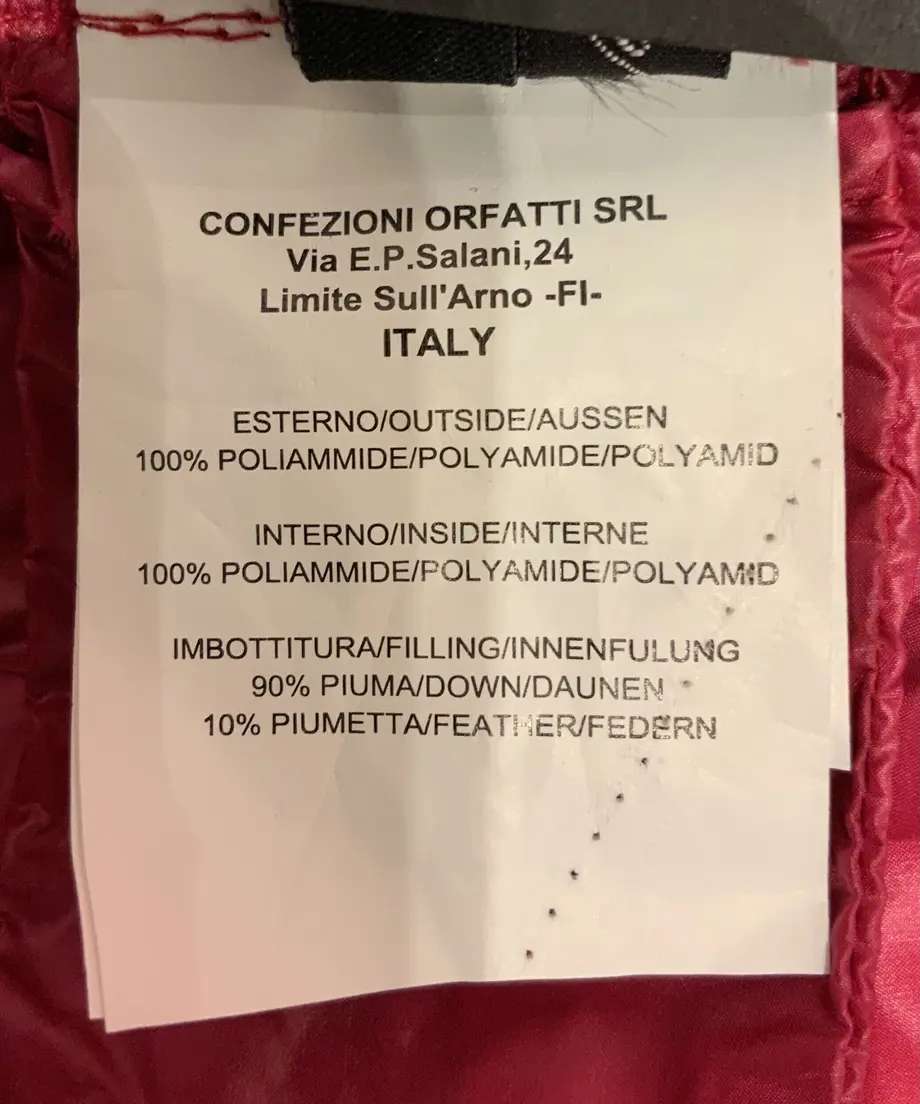 CONFEZIONI ORFATTI SRL
Via E.P.Salani,24
Limite Sull'Arno -FI-
ITALY
ESTERNO/OUTSIDE/AUSSEN
100% POLIAMMIDE/POLYAMIDE/POLYAMID
INTERNO/INSIDE/INTERNE
100% POLIAMMIDE/POLYAMIDE/POLYAMID
IMBOTTITURA/FILLING/INNENFULUNG
90% PIUMA/DOWN/DAUNEN
10% PIUMETTA/FEATHER/FEDERN